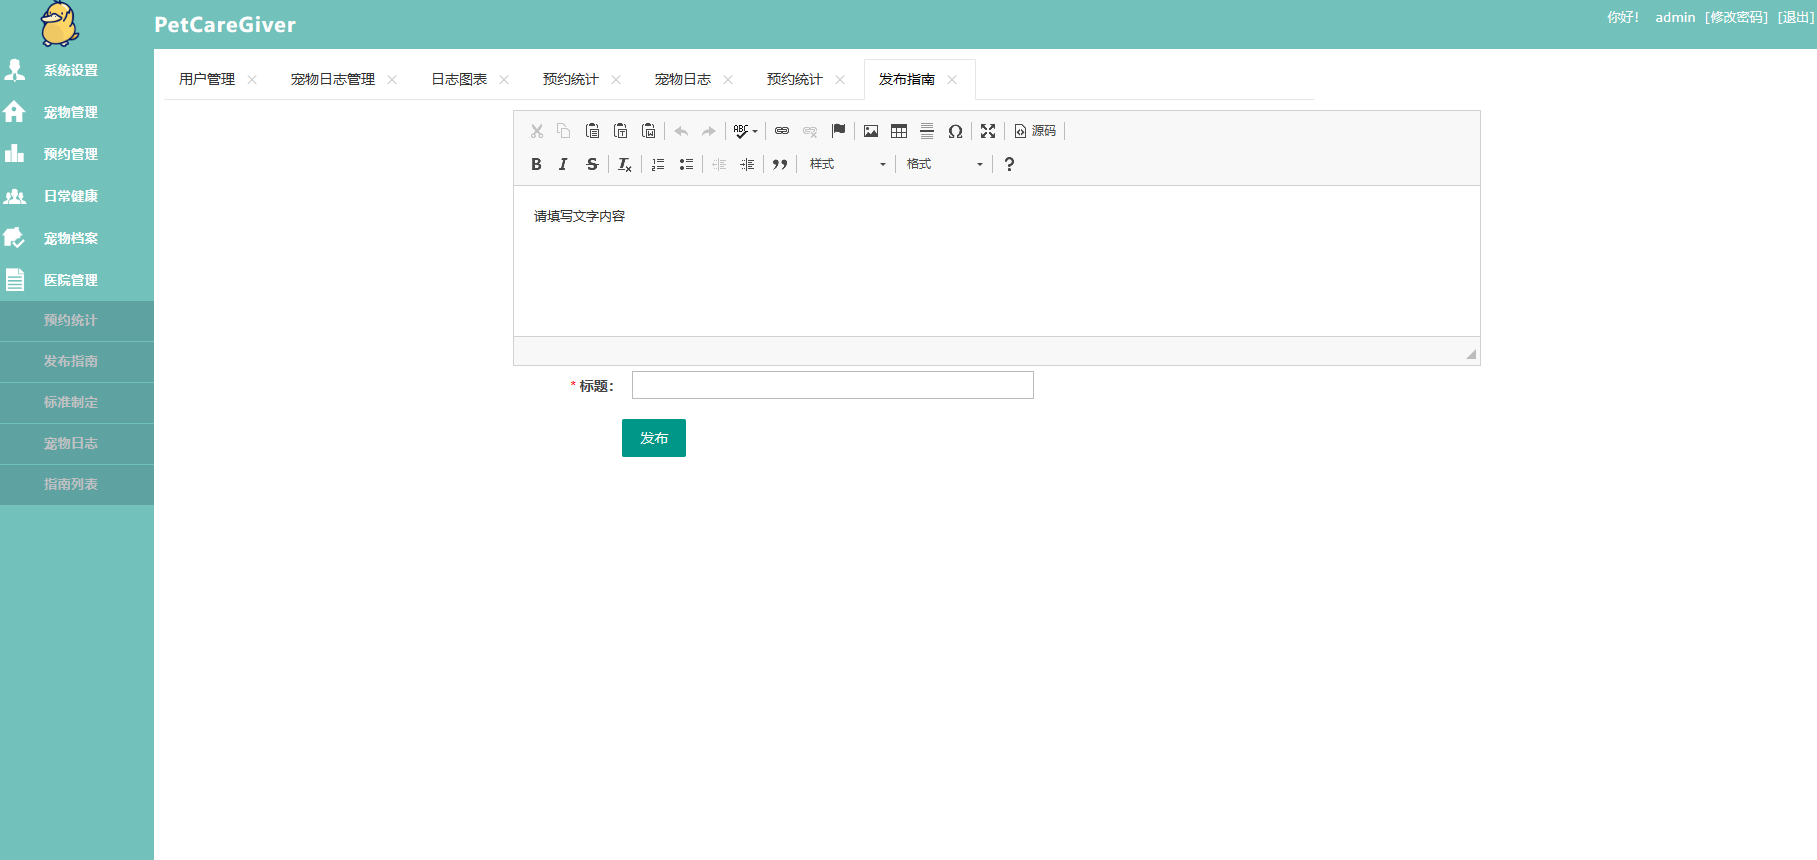 PetCareGiver
你好! admin [修改密码] [退出]
系统设置
宠物管理
预约管理
日常健康
宠物档案
医院管理
预约统计
发布指南
标准制定
宠物日志
指南列表
用户管理 宠物日志管理 日志图表 预约统计 宠物日志 预约统计 发布指南
ABC 源码
B I S Ix 样式 格式 ?
请填写文字内容
* 标题：
发布